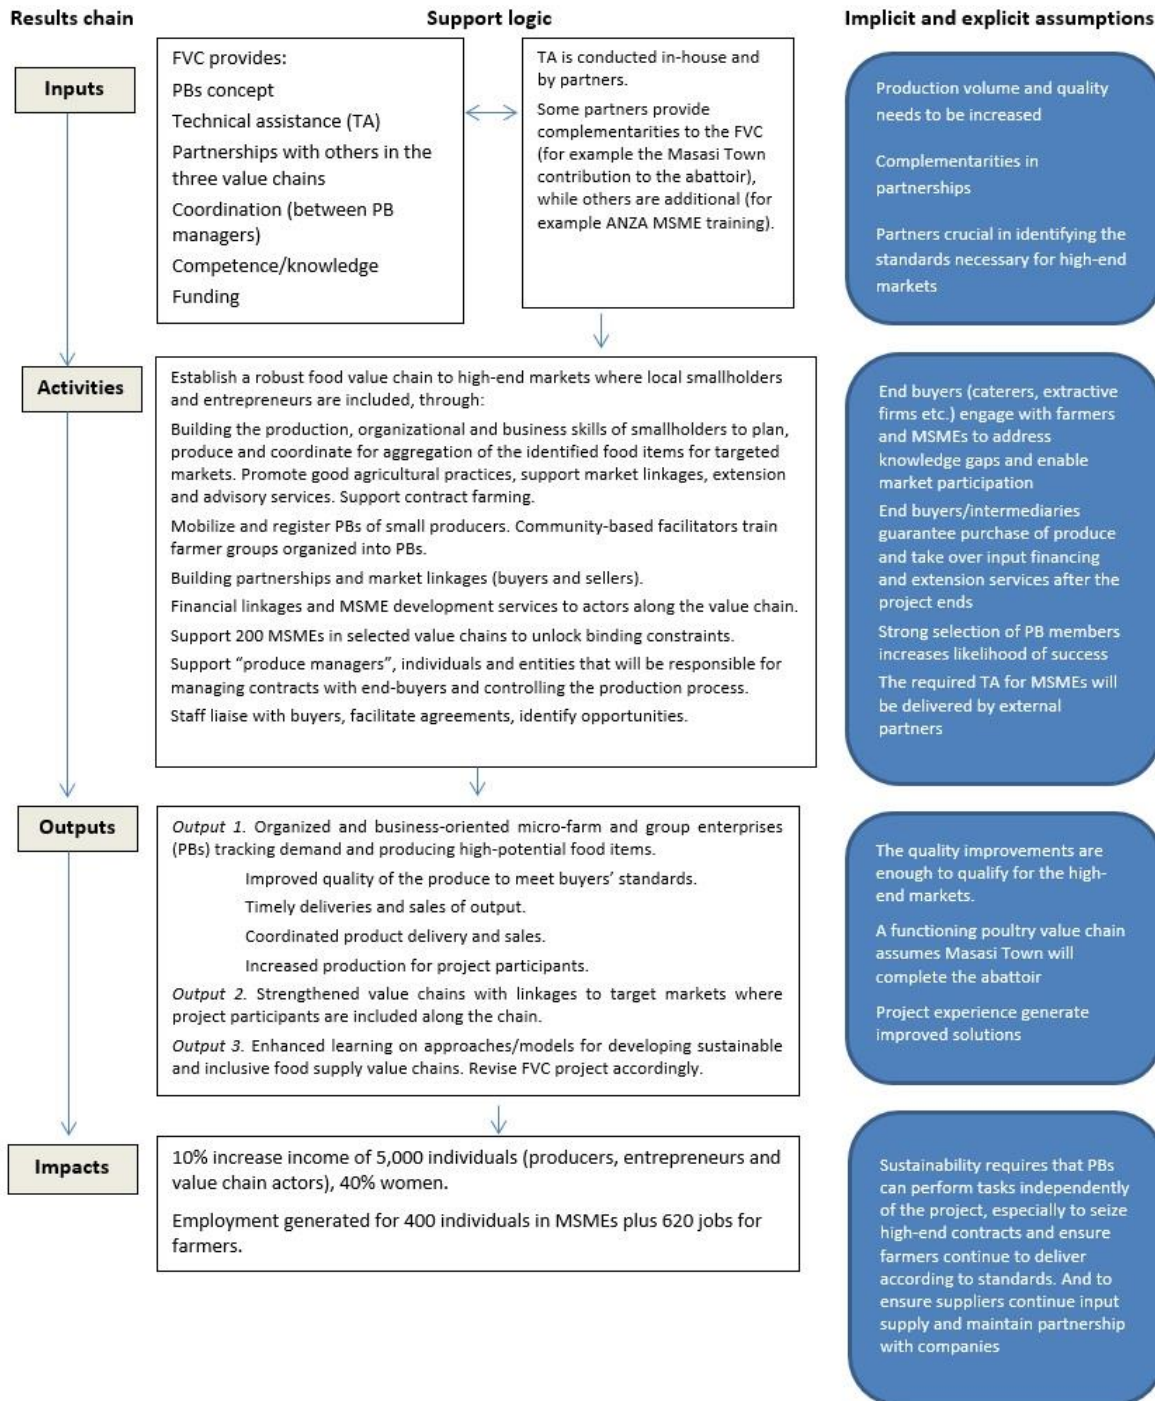 Results chain
Support logic
Implicit and explicit assumptions
Inputs
FVC provides:
PBs concept
Technical assistance (TA)
Partnerships with others in the
three value chains
Coordination (between PB
managers)
Competence/knowledge
Funding
TA is conducted in-house and
by partners.
Some partners provide
complementarities to the FVC
(for example the Masasi Town
contribution to the abattoir),
while others are additional (for
example ANZA MSME training).
Production volume and quality
needs to be increased
Complementarities in
partnerships
Partners crucial in identifying the
standards necessary for high-end
markets
Activities
Establish a robust food value chain to high-end markets where local smallholders
and entrepreneurs are included, through:
Building the production, organizational and business skills of smallholders to plan,
produce and coordinate for aggregation of the identified food items for targeted
markets. Promote good agricultural practices, support market linkages, extension
and advisory services. Support contract farming.
Mobilize and register PBs of small producers. Community-based facilitators train
farmer groups organized into PBs.
Building partnerships and market linkages (buyers and sellers).
Financial linkages and MSME development services to actors along the value chain.
Support 200 MSMEs in selected value chains to unlock binding constraints.
Support “produce managers”, individuals and entities that will be responsible for
managing contracts with end-buyers and controlling the production process.
Staff liaise with buyers, facilitate agreements, identify opportunities.
End buyers (caterers, extractive
firms etc.) engage with farmers
and MSMEs to address
knowledge gaps and enable
market participation
End buyers/intermediaries
guarantee purchase of produce
and take over input financing
and extension services after the
project ends
Strong selection of PB members
increases likelihood of success
The required TA for MSMEs will
be delivered by external
partners
Outputs
Output 1. Organized and business-oriented micro-farm and group enterprises
(PBs) tracking demand and producing high-potential food items.
Improved quality of the produce to meet buyers’ standards.
Timely deliveries and sales of output.
Coordinated product delivery and sales.
Increased production for project participants.
Output 2. Strengthened value chains with linkages to target markets where
project participants are included along the chain.
Output 3. Enhanced learning on approaches/models for developing sustainable
and inclusive food supply value chains. Revise FVC project accordingly.
The quality improvements are
enough to qualify for the high-
end markets.
A functioning poultry value chain
assumes Masasi Town will
complete the abattoir
Project experience generate
improved solutions
Impacts
10% increase income of 5,000 individuals (producers, entrepreneurs and
value chain actors), 40% women.
Employment generated for 400 individuals in MSMEs plus 620 jobs for
farmers.
Sustainability requires that PBs
can perform tasks independently
of the project, especially to seize
high-end contracts and ensure
farmers continue to deliver
according to standards. And to
ensure suppliers continue input
supply and maintain partnership
with companies